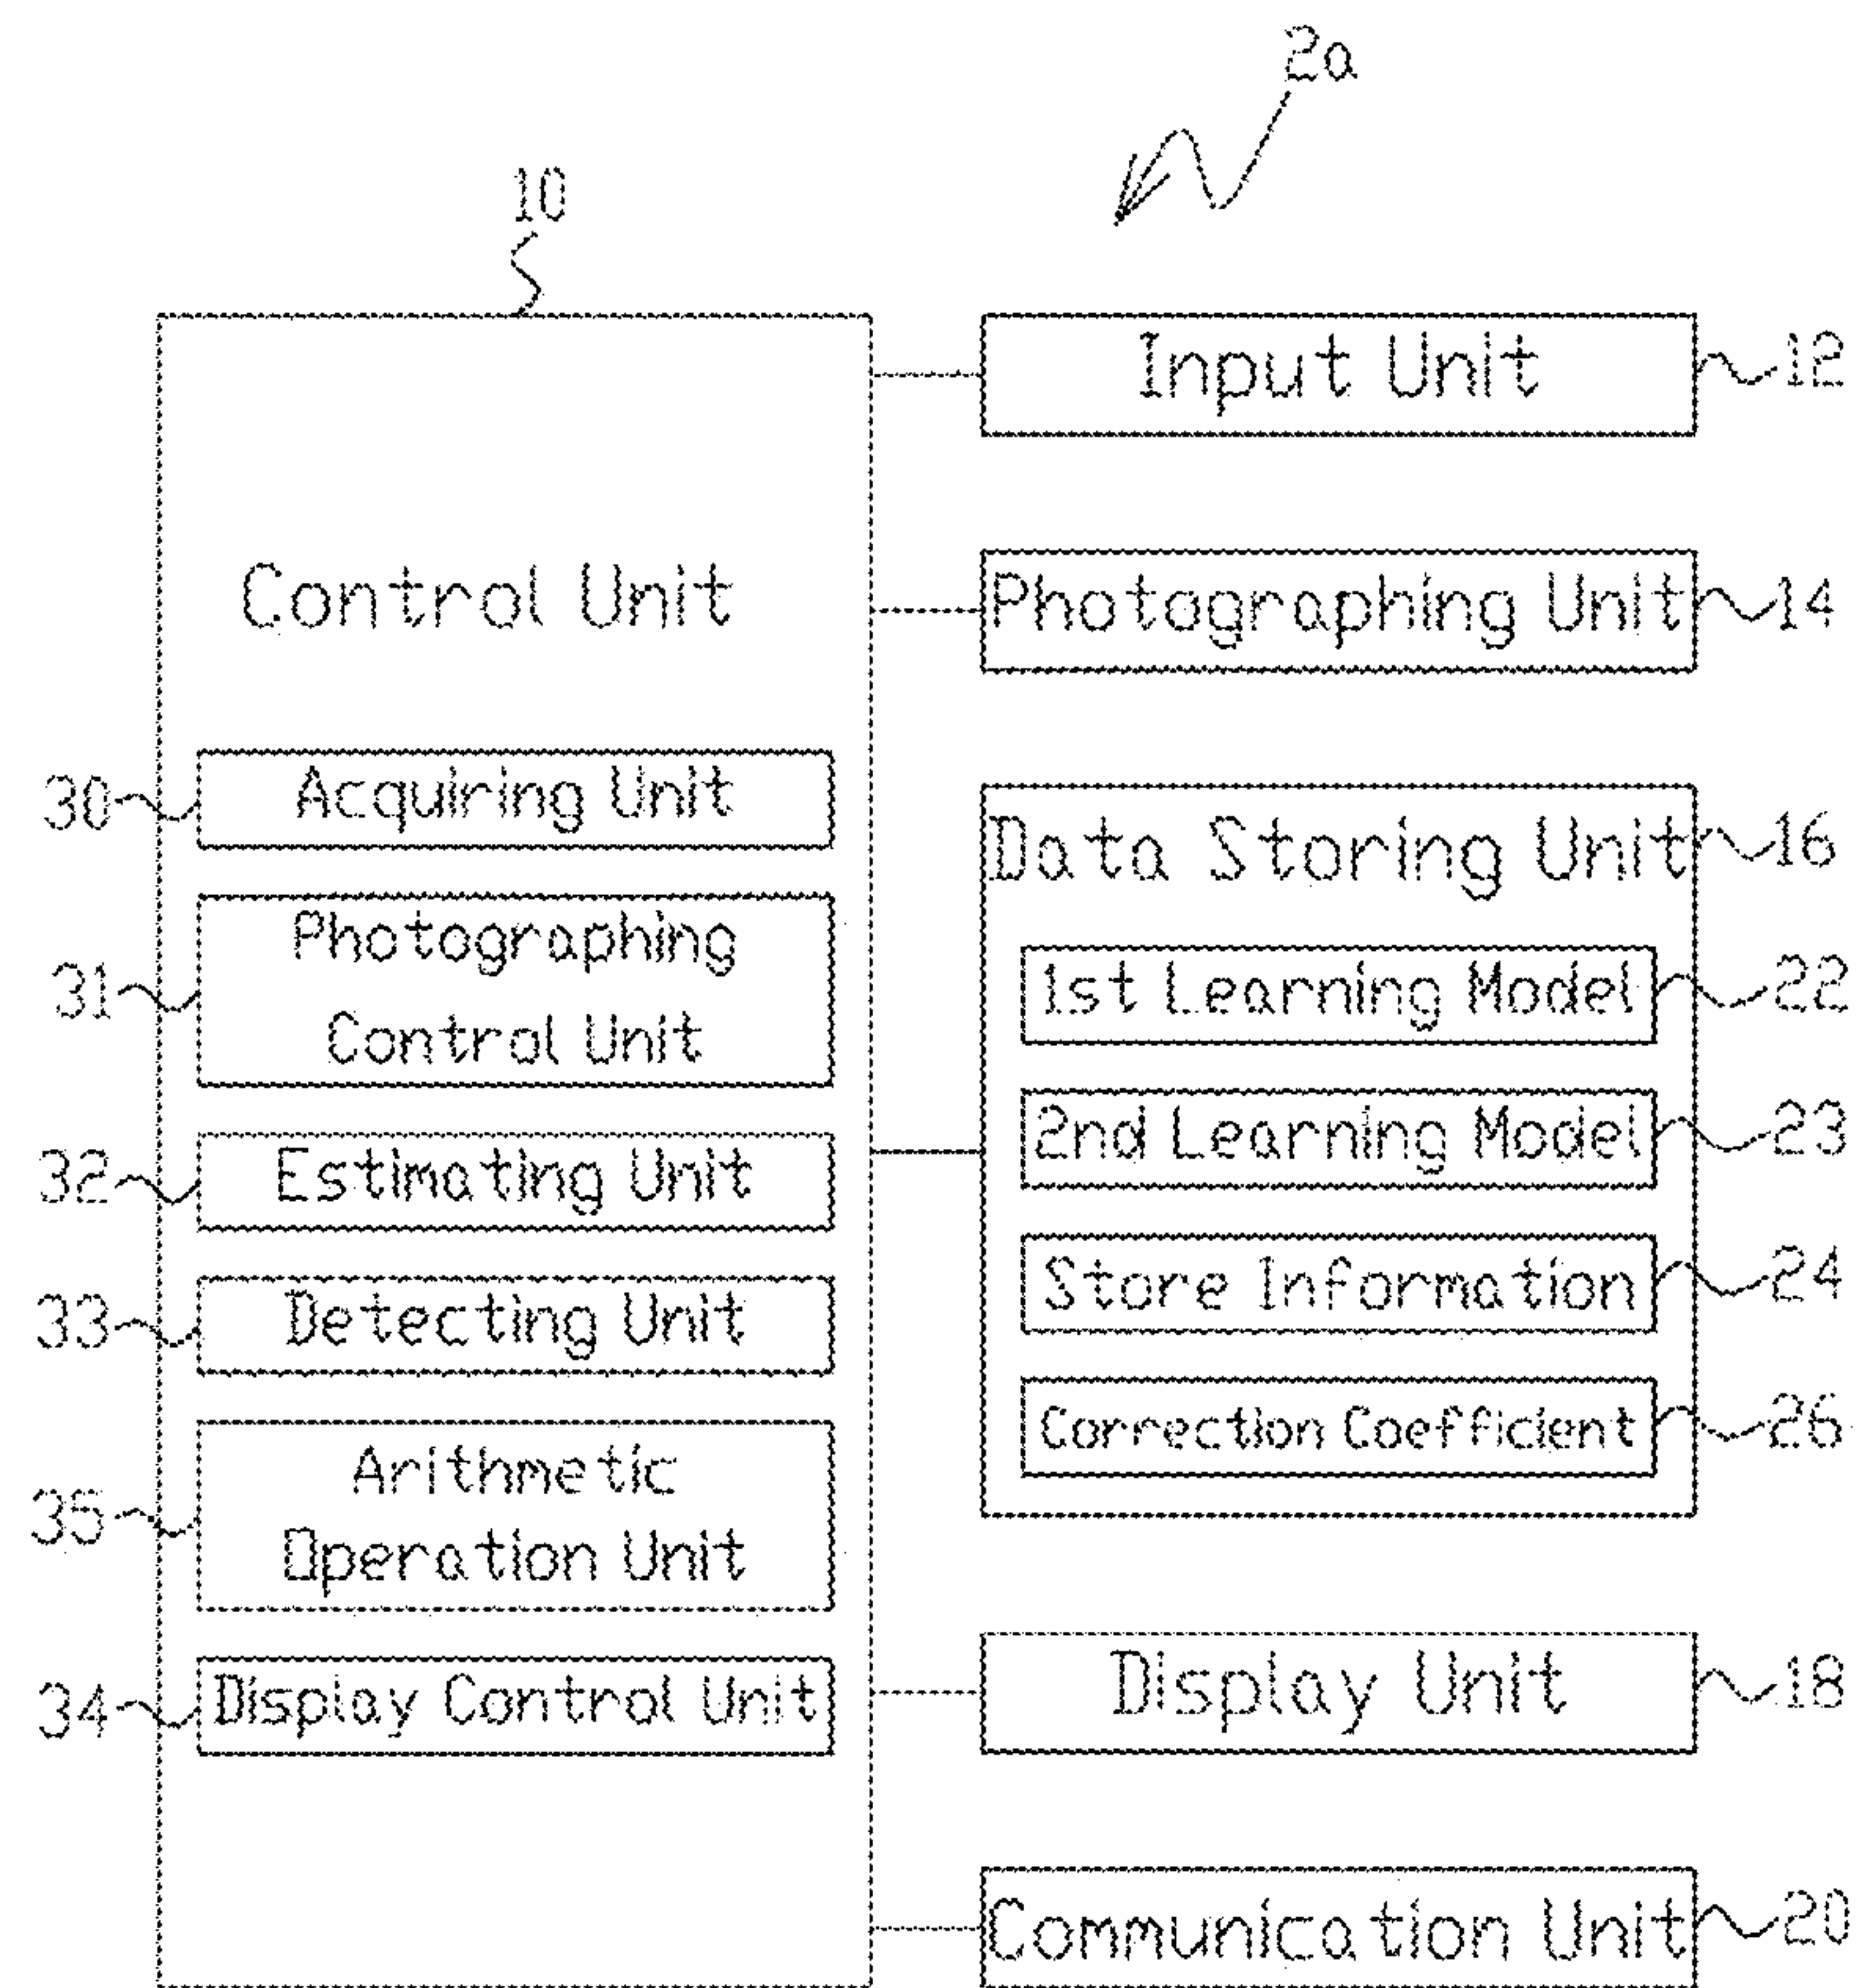 2a
10
Control Unit
30
Acquiring Unit
31
Photographing
Control Unit
32
Estimating Unit
33
Detecting Unit
35
Arithmetic
Operation Unit
34
Display Control Unit
Input Unit
12
Photographing Unit
14
Data Storing Unit
16
1st Learning Model
22
2nd Learning Model
23
Store Information
24
Correction Coefficient
26
Display Unit
18
Communication Unit
20